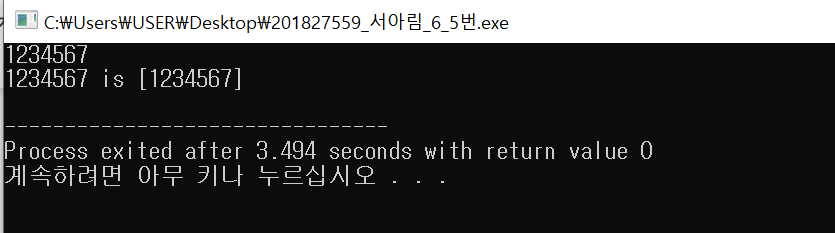 C:₩Users₩USER₩Desktop₩201827559_서아림_6_5번.exe
1234567
1234567 is [1234567]
--------------------------------
Process exited after 3.494 seconds with return value 0
계속하려면 아무 키나 누르십시오 . . .